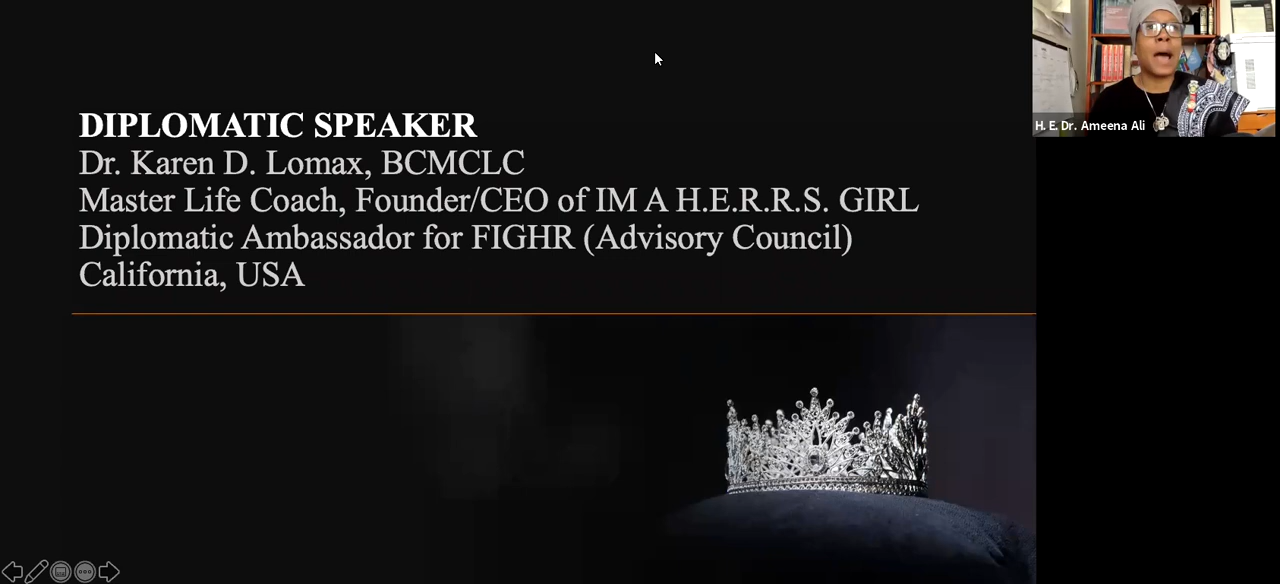 DIPLOMATIC SPEAKER
Dr. Karen D. Lomax, BCMCLC
Master Life Coach, Founder/CEO of IM A H.E.R.R.S. GIRL
Diplomatic Ambassador for FIGHR (Advisory Council)
California, USA
H. E. Dr. Ameena Ali